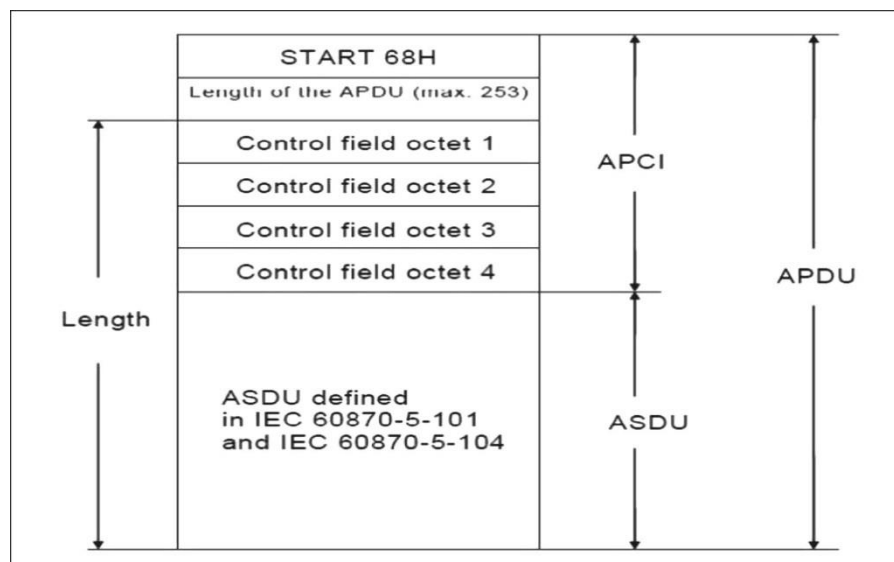 START 68H
Length of the APDU (max. 253)
Control field octet 1
Control field octet 2
APCI
Control field octet 3
Control field octet 4
APDU
Length
ASDU defined
in IEC 60870-5-101
and IEC 60870-5-104
ASDU